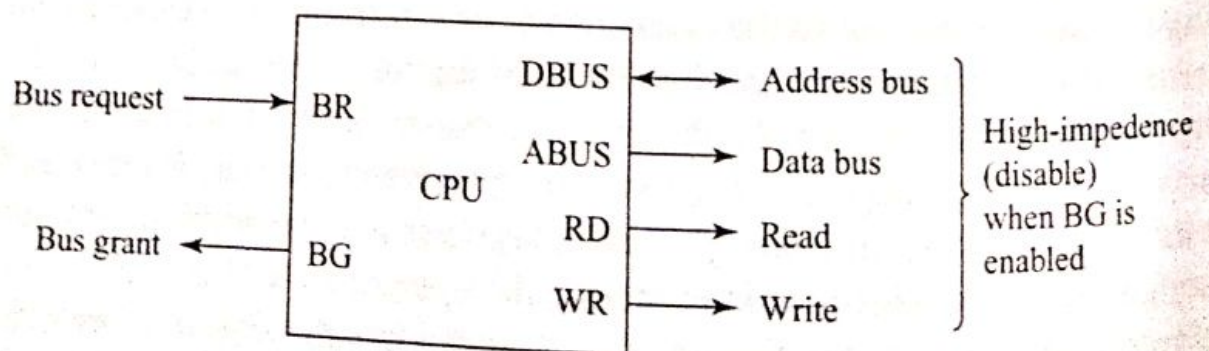 Bus request
BR
DBUS
Address bus
ABUS
Data bus
CPU
Bus grant
BG
RD
Read
WR
Write
High-impedence
(disable)
when BG is
enabled